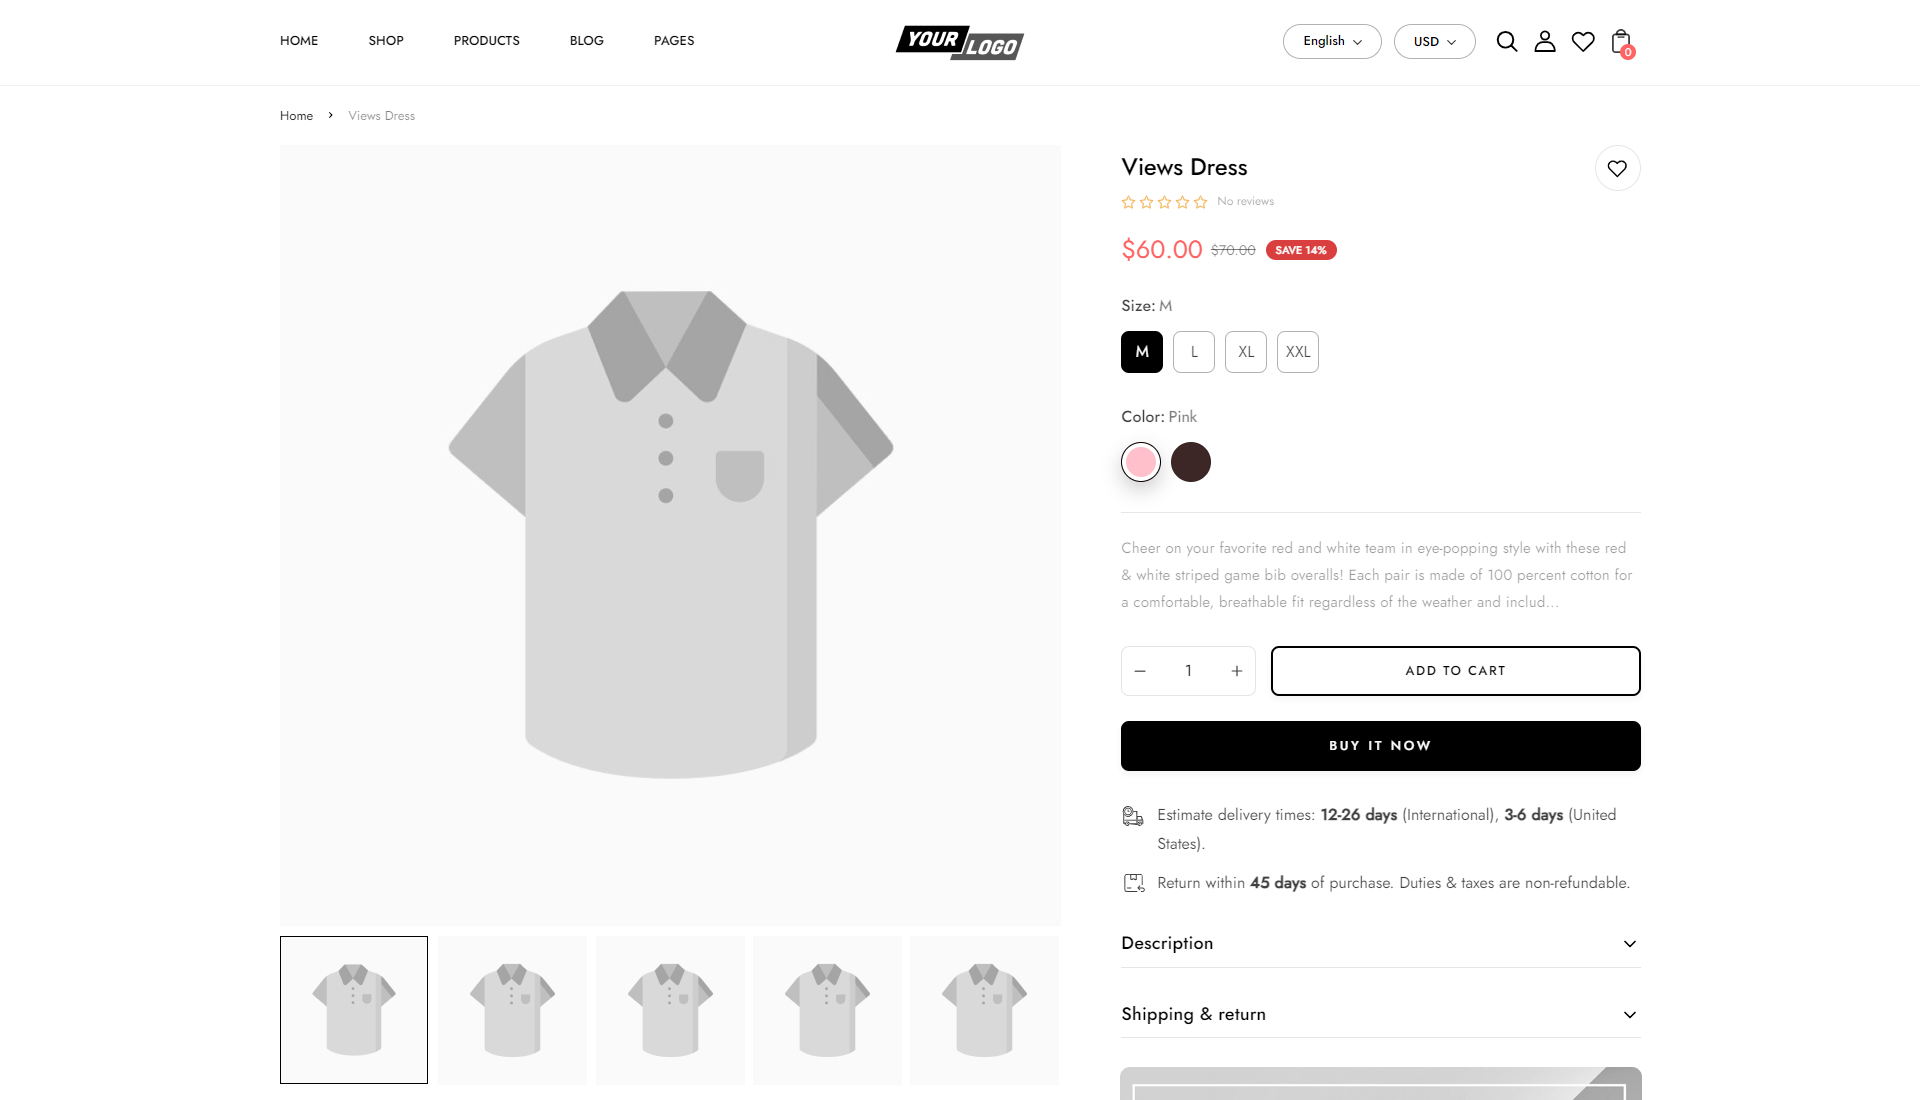 HOME
SHOP
PRODUCTS
BLOG
PAGES
YOUR
LOGO
English
USD
0
Home
Views Dress
Views Dress
No reviews
$60.00 $70.00 SAVE 14%
Size: M
M
L
XL
XXL
Color: Pink
Cheer on your favorite red and white team in eye-popping style with these red
& white striped game bib overalls! Each pair is made of 100 percent cotton for
a comfortable, breathable fit regardless of the weather and includ...
1
ADD TO CART
BUY IT NOW
Estimate delivery times: 12-26 days (International), 3-6 days (United
States).
Return within 45 days of purchase. Duties & taxes are non-refundable.
Description
Shipping & return